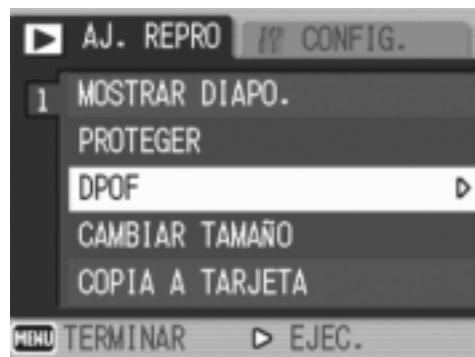 AJ. REPRO CONFIG.
1 MOSTRAR DIAPO.
PROTEGER
DPOF
CAMBIAR TAMAÑO
COPIA A TARJETA
MENU TERMINAR EJEC.